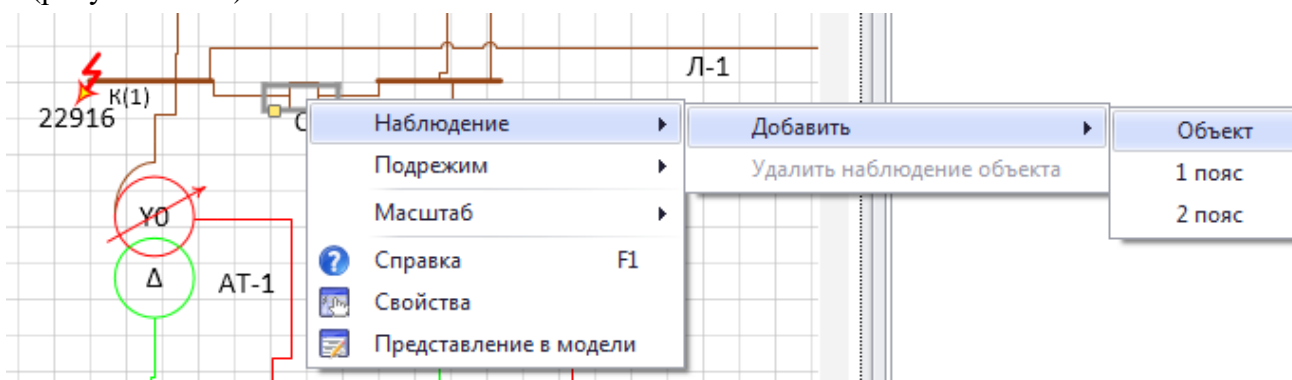 Л-1
К(1)
22916
С
Наблюдение
Добавить
Объект
Подрежим
Удалить наблюдение объекта
1 пояс
Масштаб
2 пояс
Y0
Справка F1
Δ
АТ-1
Свойства
Представление в модели